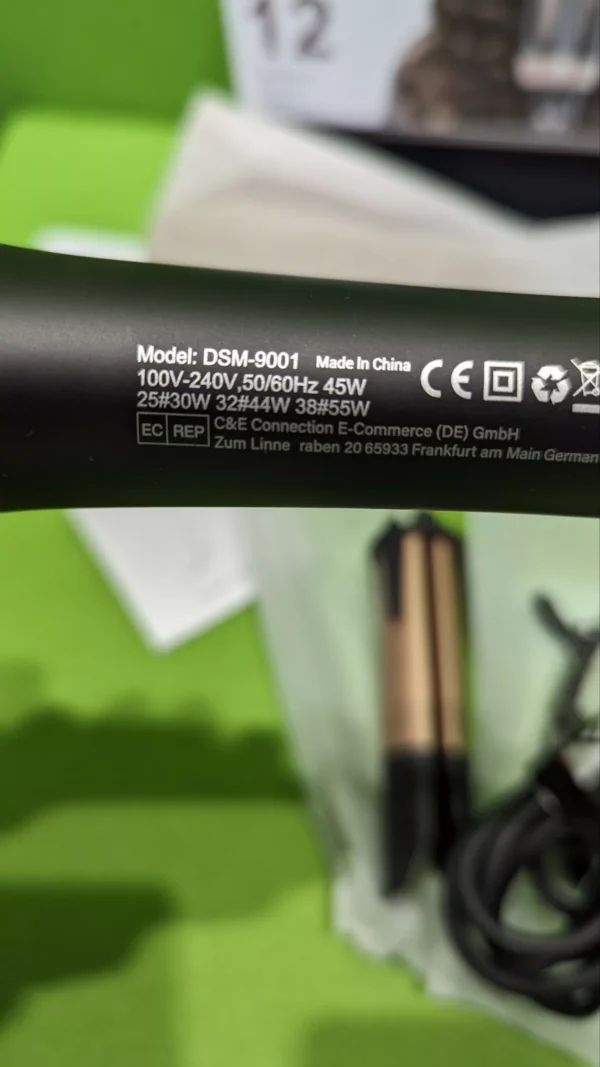 12
Model: DSM-9001 Made In China
100V-240V,50/60Hz 45W
25#30W 32#44W 38#55W
EC REP C&E Connection E-Commerce (DE) GmbH
Zum Linne raben 20 65933 Frankfurt am Main German